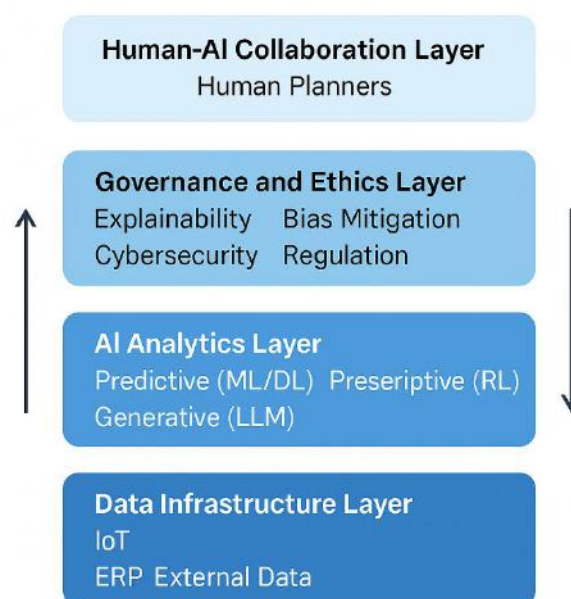 Human-AI Collaboration Layer
Human Planners
Governance and Ethics Layer
Explainability Bias Mitigation
Cybersecurity Regulation
AI Analytics Layer
Predictive (ML/DL) Preseriptive (RL)
Generative (LLM)
Data Infrastructure Layer
IoT
ERP External Data